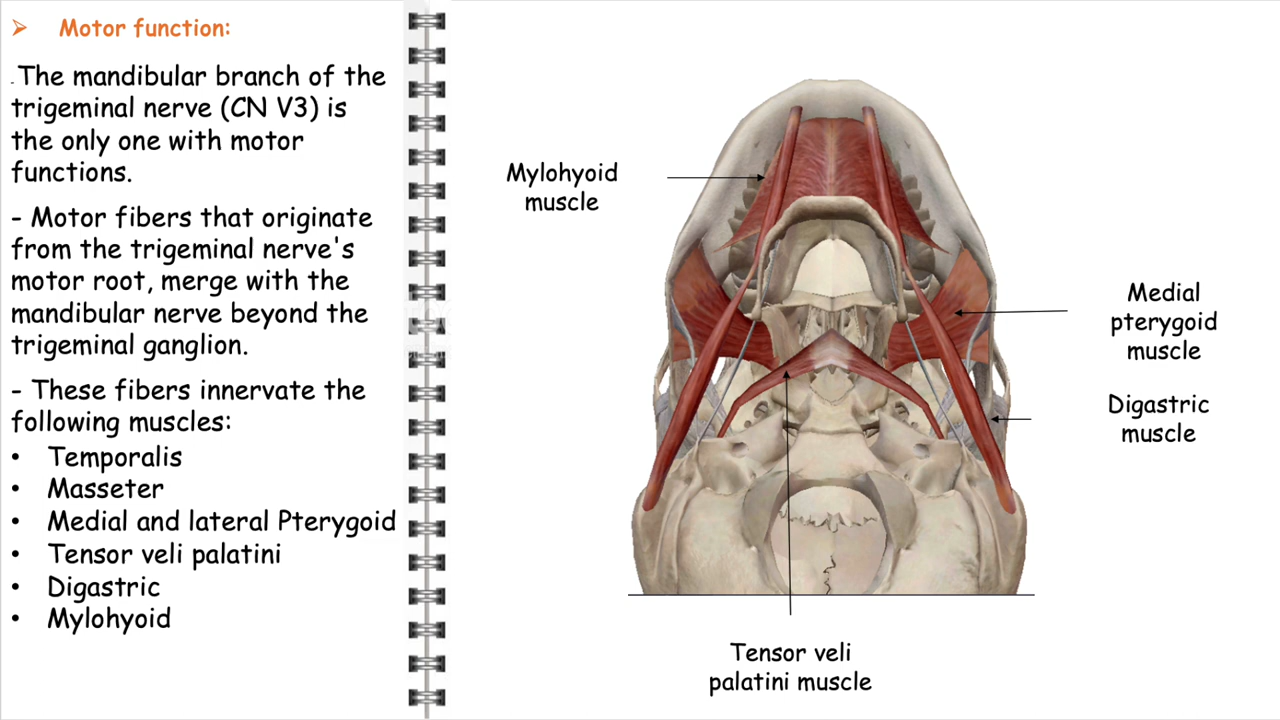 ➢ Motor function:
-The mandibular branch of the
trigeminal nerve (CN V3) is
the only one with motor
functions.
- Motor fibers that originate
from the trigeminal nerve's
motor root, merge with the
mandibular nerve beyond the
trigeminal ganglion.
- These fibers innervate the
following muscles:
• Temporalis
• Masseter
• Medial and lateral Pterygoid
• Tensor veli palatini
• Digastric
• Mylohyoid
Mylohyoid
muscle
Medial
pterygoid
muscle
Digastric
muscle
Tensor veli
palatini muscle